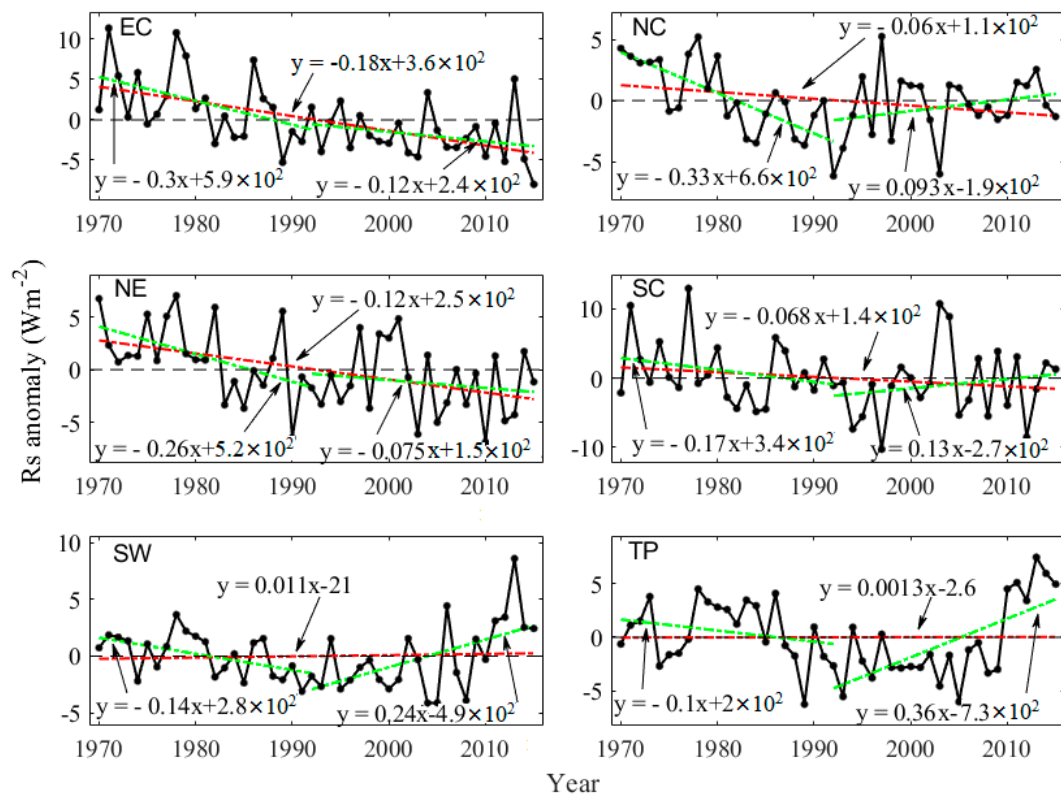 EC
NC
10
5
0
-5
y = -0.18x+3.6×10²
y = - 0.3x+5.9×10²
y = - 0.12x+2.4×10²
1970 1980 1990 2000 2010
5
0
-5
y = - 0.06x+1.1×10²
y = - 0.33x+6.6×10²
y = 0.093x-1.9×10²
1970 1980 1990 2000 2010
Rs anomaly (Wm⁻²)
NE
5
0
-5
y = - 0.12x+2.5×10²
y = - 0.26x+5.2×10²
y = - 0.075x+1.5×10²
1970 1980 1990 2000 2010
SC
10
0
-10
y = - 0.068x+1.4×10²
y = - 0.17x+3.4×10²
y = 0.13x-2.7×10²
1970 1980 1990 2000 2010
SW
10
5
0
-5
y = 0.011x-21
y = - 0.14x+2.8×10²
y = 0.24x-4.9×10²
1970 1980 1990 2000 2010
TP
5
0
-5
y = 0.0013x-2.6
y = - 0.1x+2×10²
y = 0.36x-7.3×10²
1970 1980 1990 2000 2010
Year